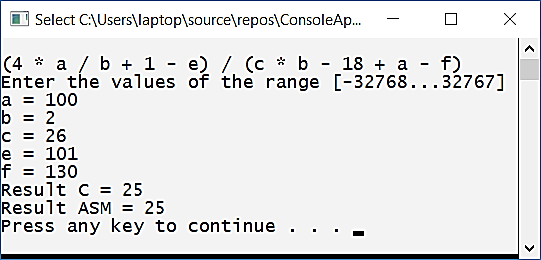 Select C:\Users\laptop\source\repos\ConsoleAp...
(4 * a / b + 1 - e) / (c * b - 18 + a - f)
Enter the values of the range [-32768...32767]
a = 100
b = 2
c = 26
e = 101
f = 130
Result C = 25
Result ASM = 25
Press any key to continue . . .